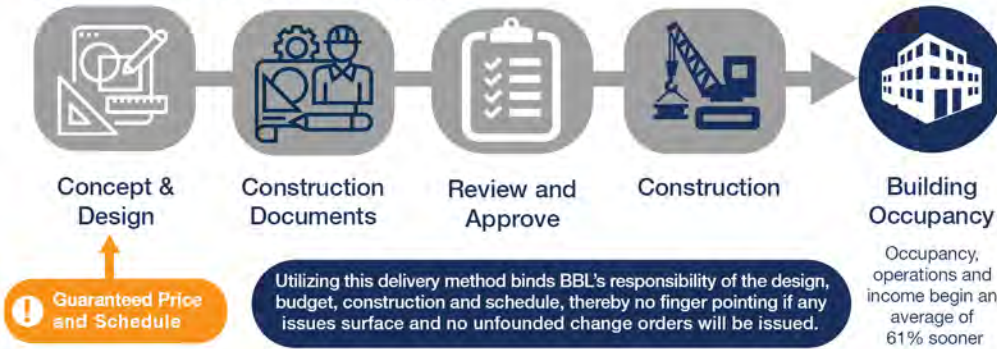 Concept &
Design
Construction
Documents
Review and
Approve
Construction
Building
Occupancy
Guaranteed Price
and Schedule
Utilizing this delivery method binds BBL's responsibility of the design,
budget, construction and schedule, thereby no finger pointing if any
issues surface and no unfounded change orders will be issued.
Occupancy,
operations and
income begin an
average of
61% sooner